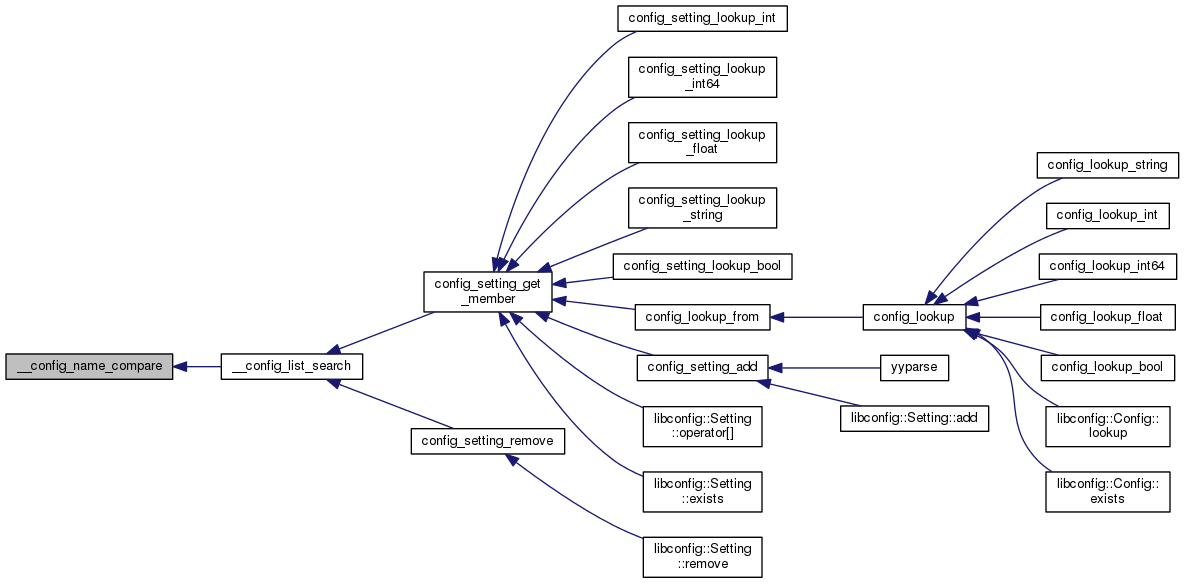 config_setting_lookup_int
config_setting_lookup
_int64
config_setting_lookup
_float
config_setting_lookup
_string
config_setting_lookup_bool
config_setting_get
_member
config_lookup_from
config_lookup
config_lookup_string
config_lookup_int
config_lookup_int64
config_lookup_float
config_lookup_bool
libconfig::Config::
lookup
libconfig::Config::
exists
__config_name_compare
__config_list_search
config_setting_add
yyparse
libconfig::Setting::add
libconfig::Setting
::operator[]
config_setting_remove
libconfig::Setting
::exists
libconfig::Setting
::remove